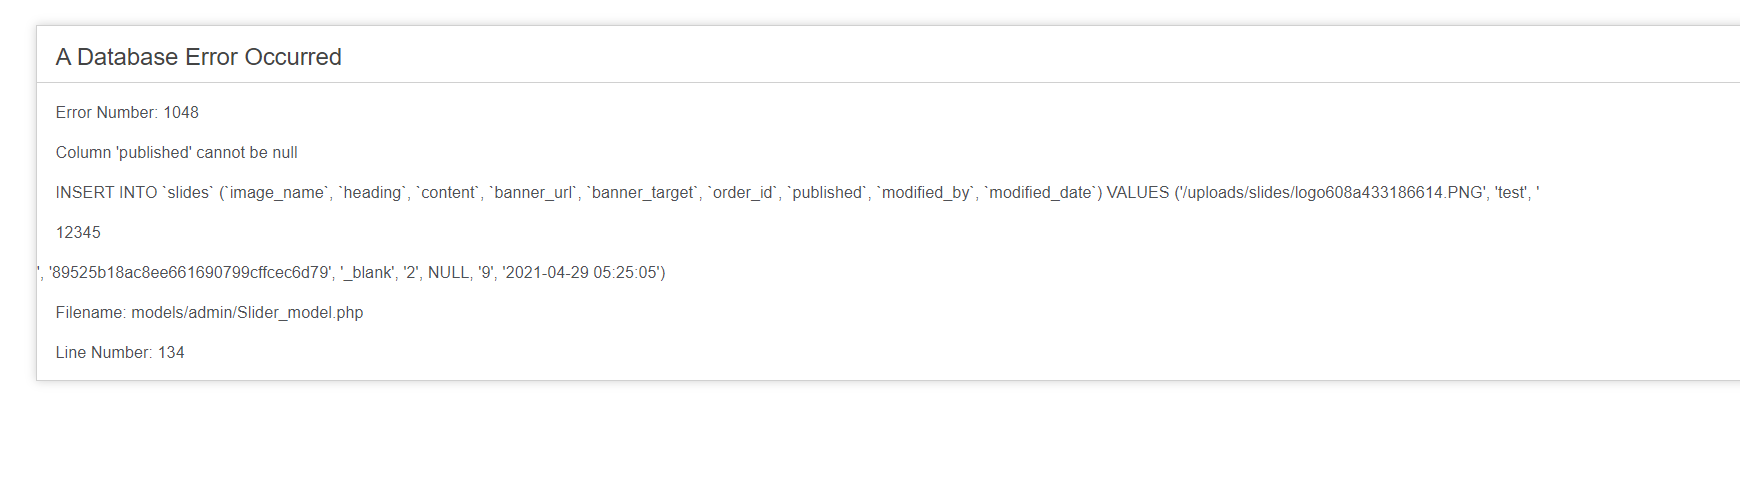 A Database Error Occurred
Error Number: 1048
Column 'published' cannot be null
INSERT INTO `slides` (`image_name`, `heading`, `content`, `banner_url`, `banner_target`, `order_id`, `published`, `modified_by`, `modified_date`) VALUES ('/uploads/slides/logo608a433186614.PNG', 'test', '
12345
', '89525b18ac8ee661690799cffcec6d79', '_blank', '2', NULL, '9', '2021-04-29 05:25:05')
Filename: models/admin/Slider_model.php
Line Number: 134